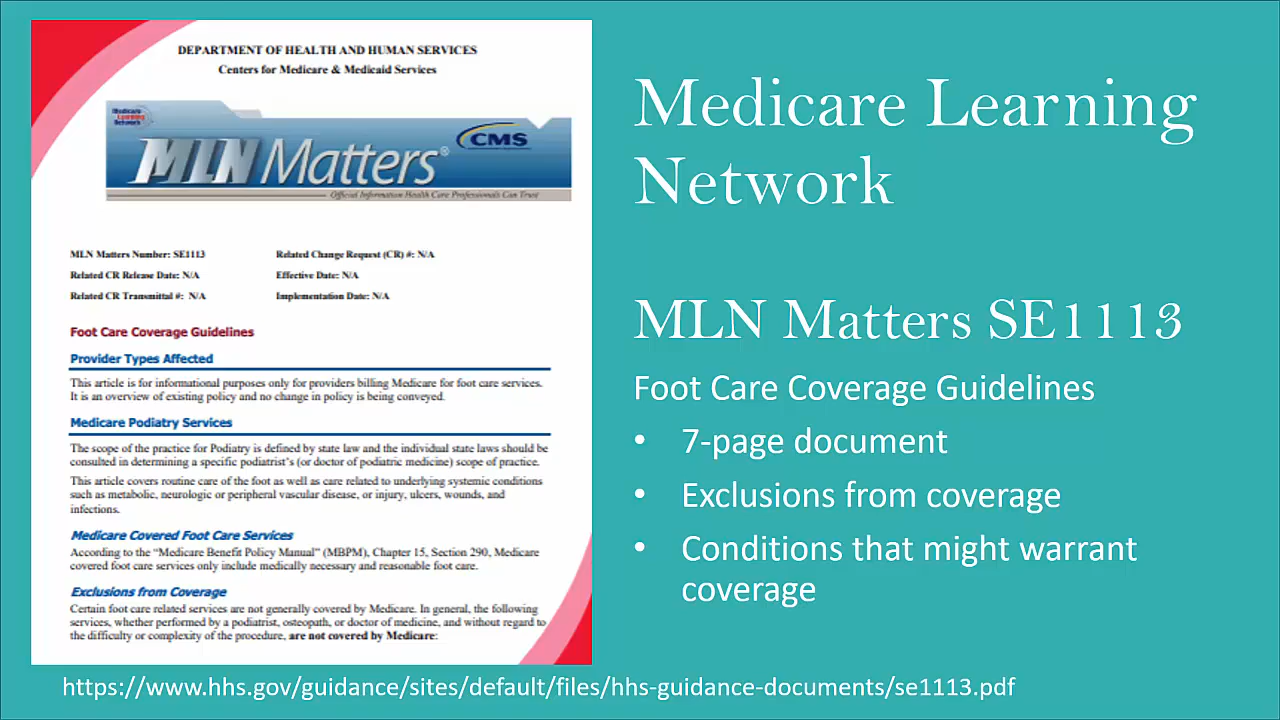 DEPARTMENT OF HEALTH AND HUMAN SERVICES
Centers for Medicare & Medicaid Services
Medicare
Learning
Network
MLN Matters®
CMS
Official Information Health Care Professionals Can Trust
MLN Matters Number: SE1113
Related Change Request (CR) #: N/A
Related CR Release Date: N/A
Effective Date: N/A
Related CR Transmittal #: N/A
Implementation Date: N/A
Foot Care Coverage Guidelines
Provider Types Affected
This article is for informational purposes only for providers billing Medicare for foot care services.
It is an overview of existing policy and no change in policy is being conveyed.
Medicare Podiatry Services
The scope of the practice for Podiatry is defined by state law and the individual state laws should be
consulted in determining a specific podiatrist's (or doctor of podiatric medicine) scope of practice.
This article covers routine care of the foot as well as care related to underlying systemic conditions
such as metabolic, neurologic or peripheral vascular disease, or injury, ulcers, wounds, and
infections.
Medicare Covered Foot Care Services
According to the "Medicare Benefit Policy Manual" (MBPM), Chapter 15, Section 290, Medicare
covered foot care services only include medically necessary and reasonable foot care.
Exclusions from Coverage
Certain foot care related services are not generally covered by Medicare. In general, the following
services, whether performed by a podiatrist, osteopath, or doctor of medicine, and without regard to
the difficulty or complexity of the procedure, are not covered by Medicare:
Medicare Learning
Network
MLN Matters SE1113
Foot Care Coverage Guidelines
• 7-page document
• Exclusions from coverage
• Conditions that might warrant
coverage
https://www.hhs.gov/guidance/sites/default/files/hhs-guidance-documents/se1113.pdf